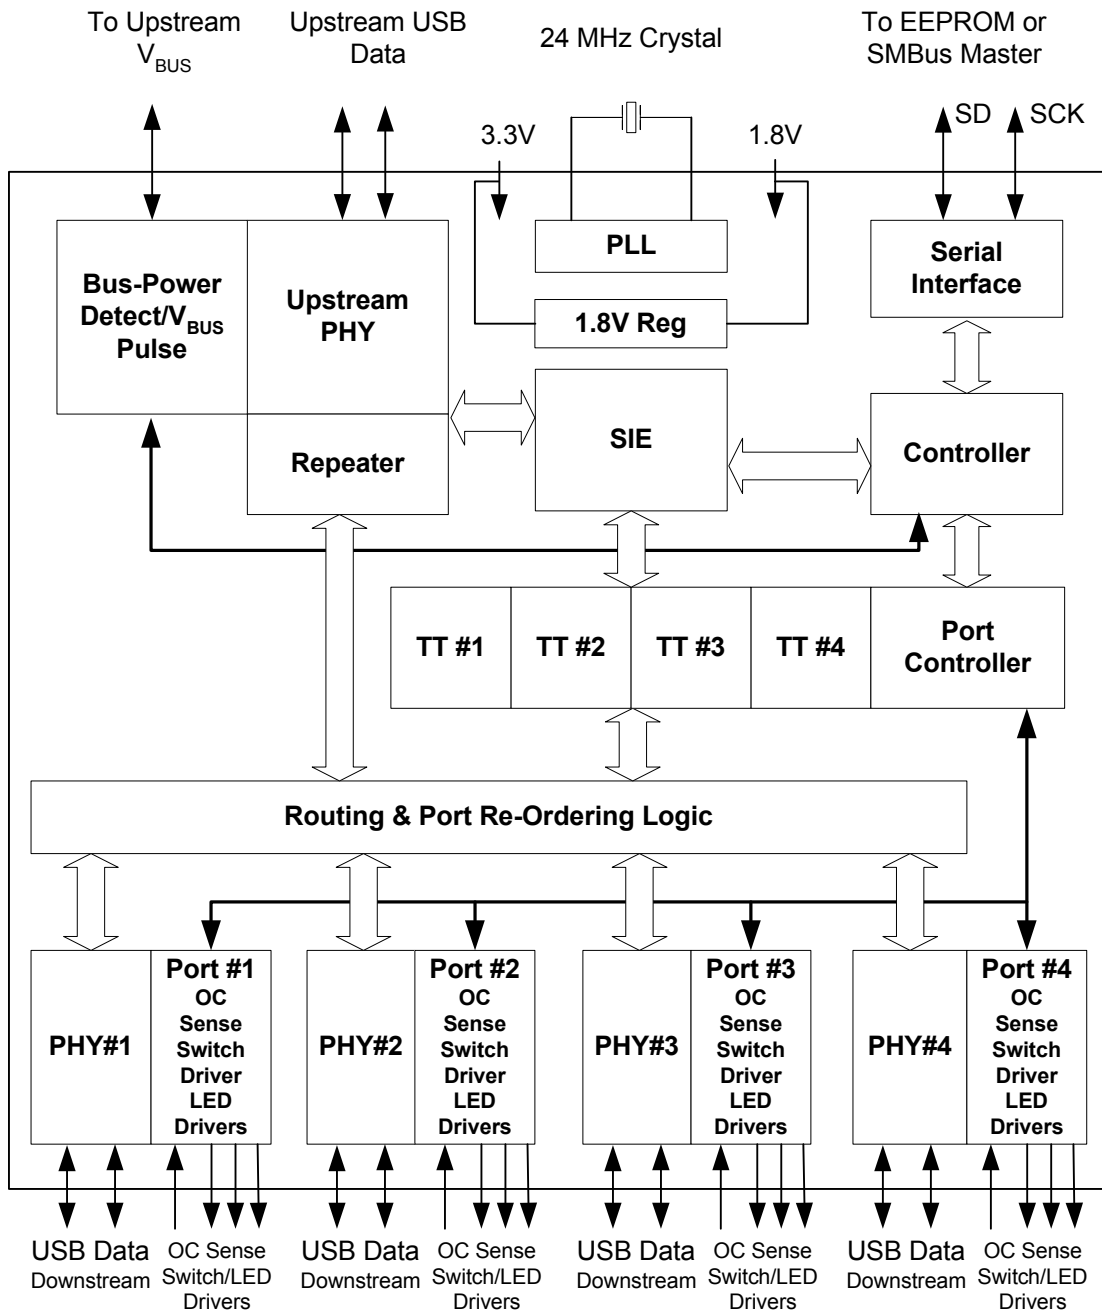 To Upstream
VBUS
Upstream USB
Data
24 MHz Crystal
To EEPROM or
SMBus Master
3.3V
1.8V
SD
SCK
Bus-Power
Detect/VBUS
Pulse
Upstream
PHY
PLL
1.8V Reg
Serial
Interface
Repeater
SIE
Controller
TT #1
TT #2
TT #3
TT #4
Port
Controller
Routing & Port Re-Ordering Logic
PHY#1
Port #1
OC
Sense
Switch
Driver
LED
Drivers
PHY#2
Port #2
OC
Sense
Switch
Driver
LED
Drivers
PHY#3
Port #3
OC
Sense
Switch
Driver
LED
Drivers
PHY#4
Port #4
OC
Sense
Switch
Driver
LED
Drivers
USB Data
Downstream
OC Sense
Switch/LED
Drivers
USB Data
Downstream
OC Sense
Switch/LED
Drivers
USB Data
Downstream
OC Sense
Switch/LED
Drivers
USB Data
Downstream
OC Sense
Switch/LED
Drivers